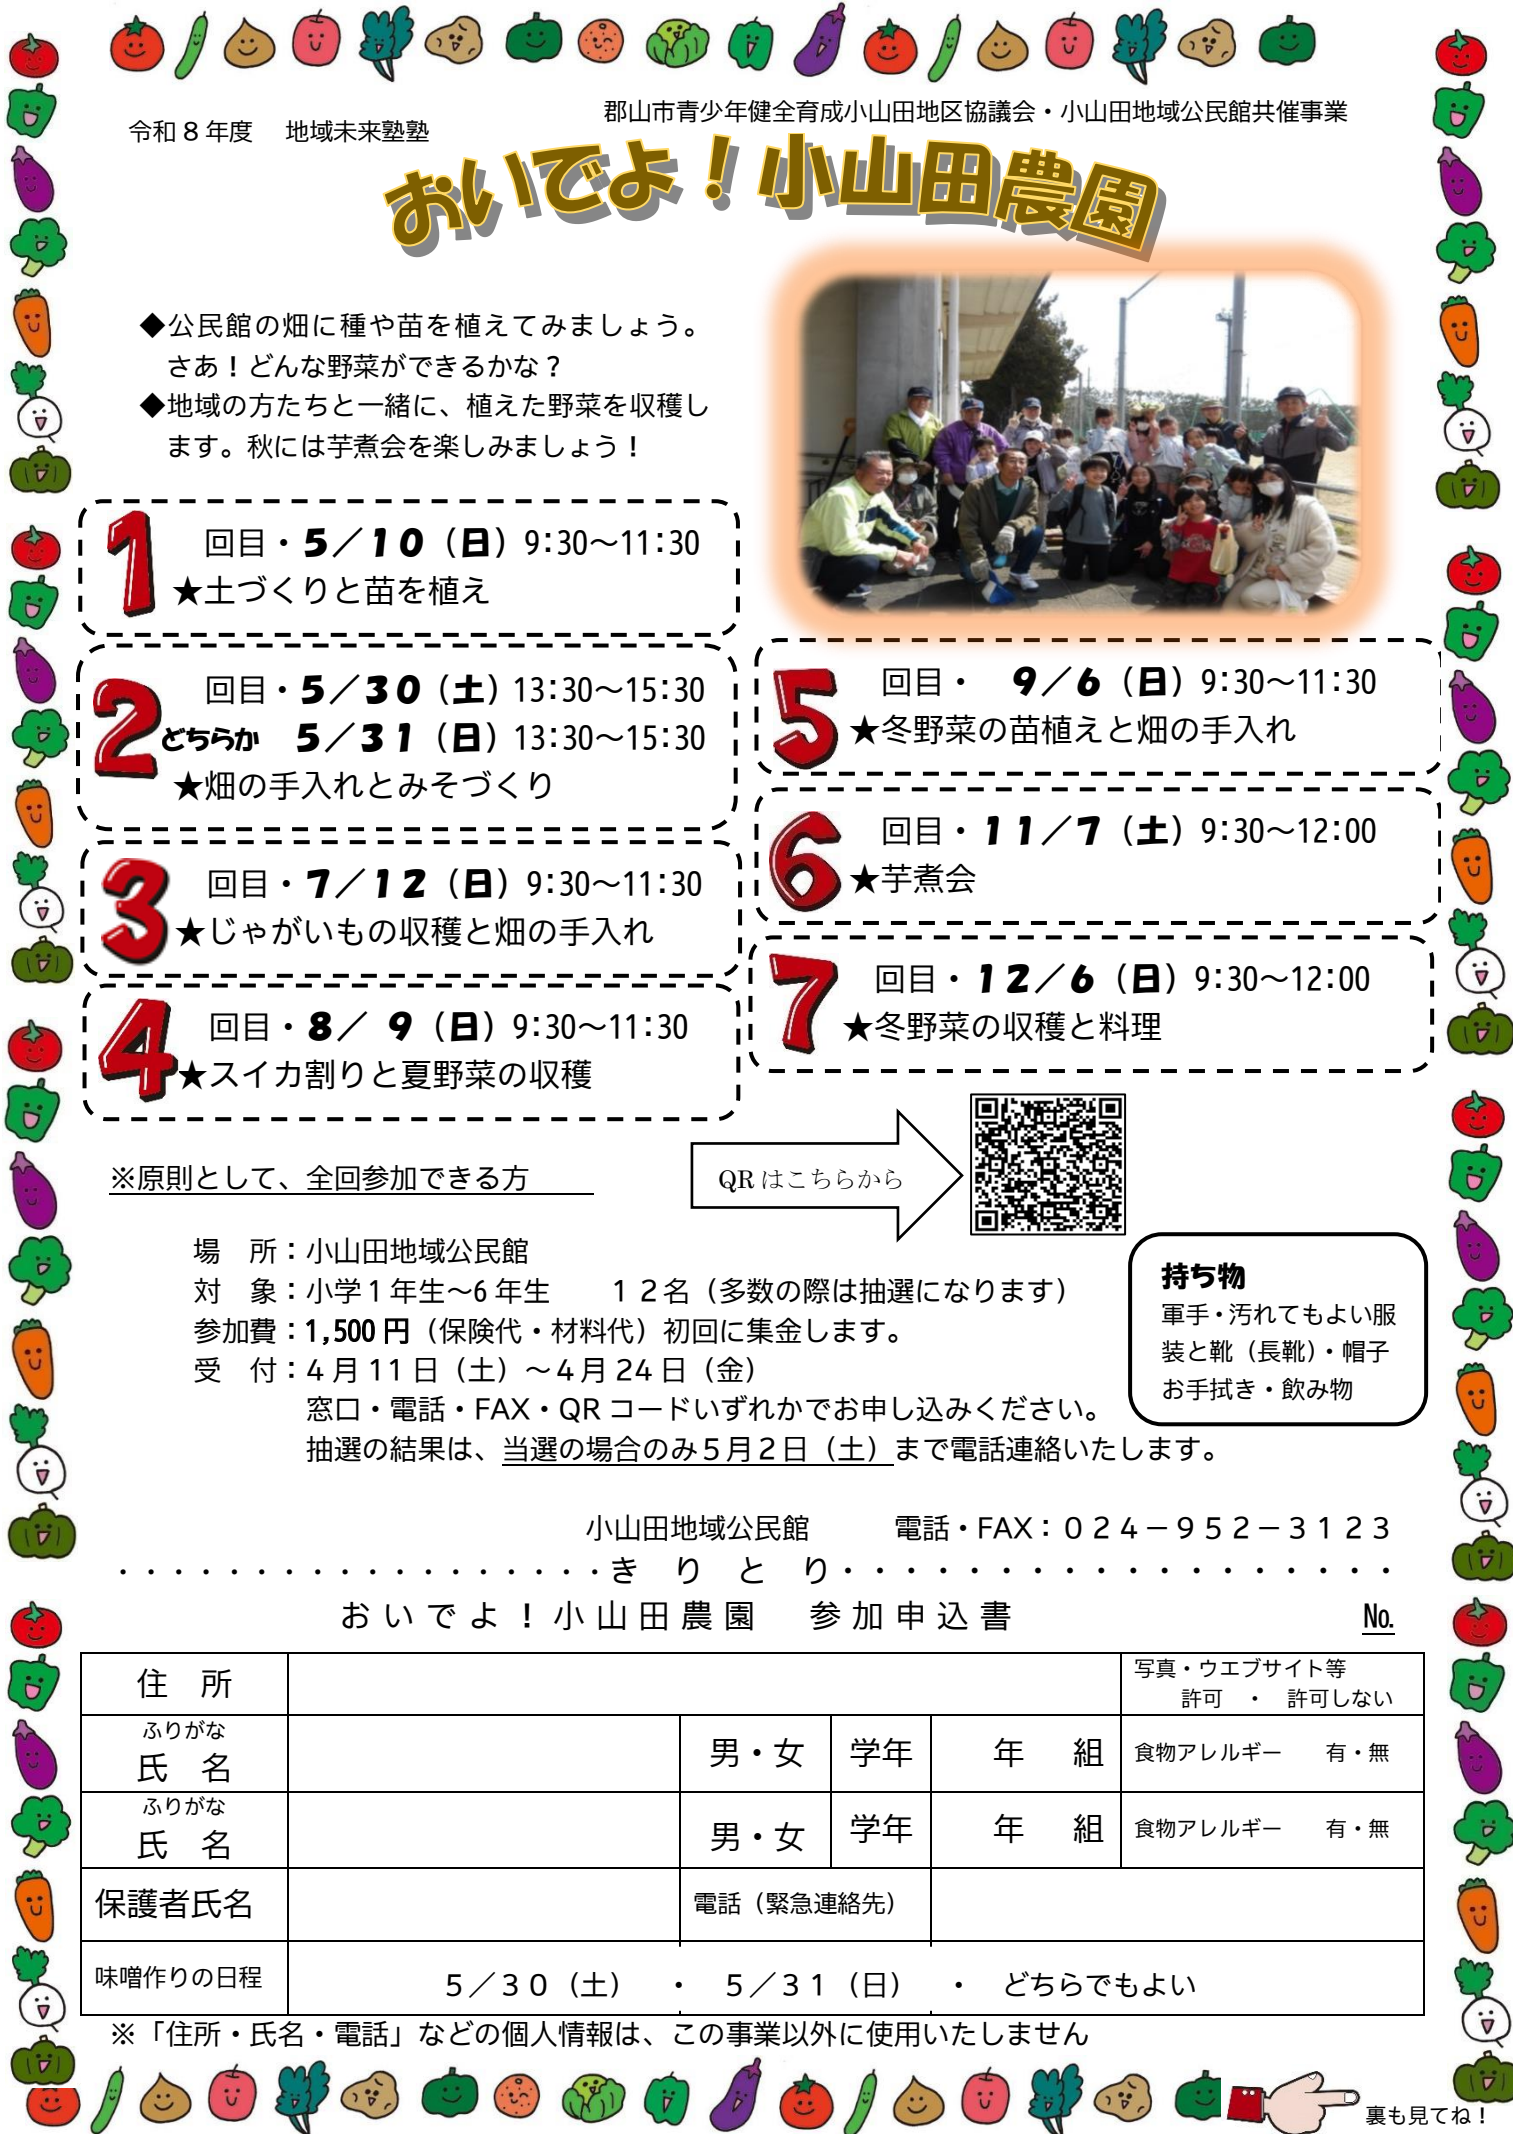 令和８年度　地域未来塾塾
郡山市青少年健全育成小山田地区協議会・小山田地域公民館共催事業
おいでよ！小山田農園
◆公民館の畑に種や苗を植えてみましょう。
さあ！どんな野菜ができるかな？
◆地域の方たちと一緒に、植えた野菜を収穫し
ます。秋には芋煮会を楽しみましょう！
1回目・５／１０（日）9:30～11:30
★土づくりと苗を植え
2回目・５／３０（土）13:30～15:30
どちらか　５／３１（日）13:30～15:30
★畑の手入れとみそづくり
3回目・７／１２（日）9:30～11:30
★じゃがいもの収穫と畑の手入れ
4回目・８／ ９（日）9:30～11:30
★スイカ割りと夏野菜の収穫
5回目・　９／６（日）9:30～11:30
★冬野菜の苗植えと畑の手入れ
6回目・１１／７（土）9:30～12:00
★芋煮会
7回目・１２／６（日）9:30～12:00
★冬野菜の収穫と料理
※原則として、全回参加できる方
QRはこちらから
場　所：小山田地域公民館
対　象：小学１年生～6 年生　　１２名（多数の際は抽選になります）
参加費：1,500 円（保険代・材料代）初回に集金します。
受　付：4 月 11 日（土）～4 月 24 日（金）
窓口・電話・FAX・QR コードいずれかでお申し込みください。
抽選の結果は、当選の場合のみ５月２日（土）まで電話連絡いたします。
持ち物
軍手・汚れてもよい服
装と靴（長靴）・帽子
お手拭き・飲み物
小山田地域公民館　　　電話・FAX：０２４－９５２－３１２３
・・・・・・・・・・・・・・・・・・き　り　と　り・・・・・・・・・・・・・・・・・・・・
おいでよ！小山田農園　参加申込書　No.
住　所
写真・ウエブサイト等
許可　・　許可しない
ふりがな
氏　名　男・女　学年　年　組　食物アレルギー　有・無
ふりがな
氏　名　男・女　学年　年　組　食物アレルギー　有・無
保護者氏名　電話（緊急連絡先）
味噌作りの日程　５／３０（土）　・　５／３１（日）　・　どちらでもよい
※「住所・氏名・電話」などの個人情報は、この事業以外に使用いたしません
裏も見てね！